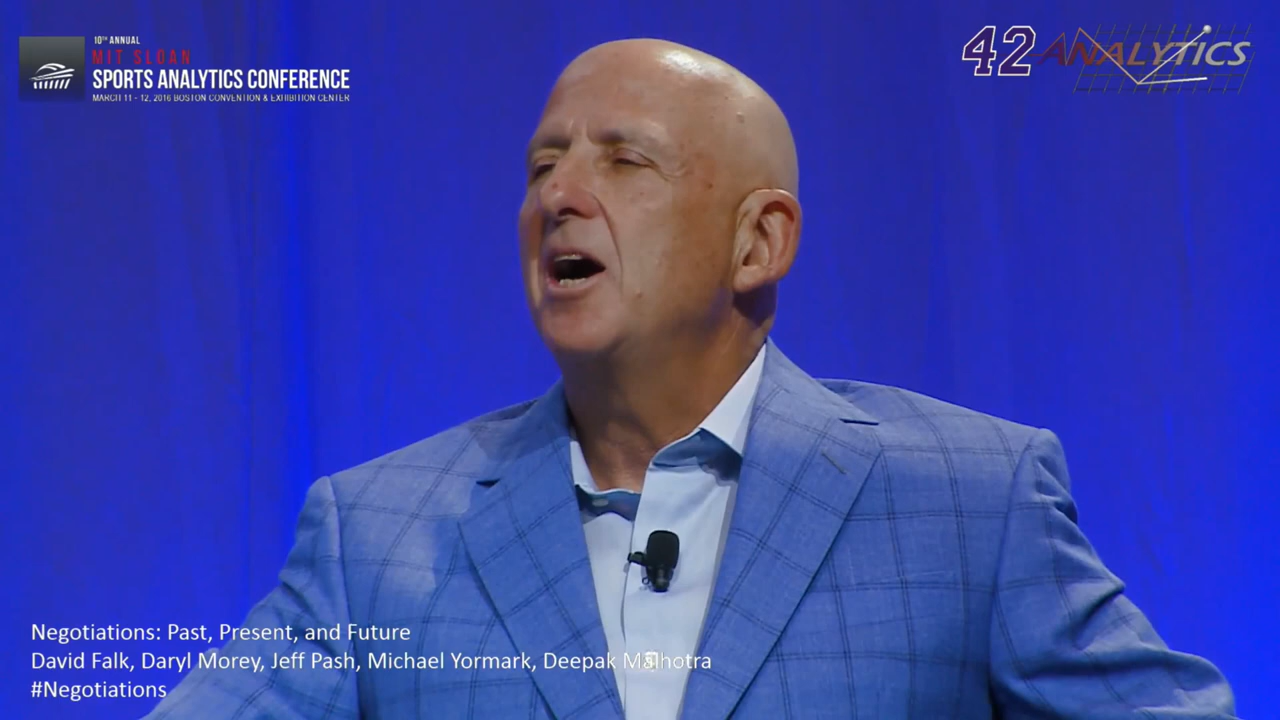 10TH ANNUAL
MIT SLOAN
SPORTS ANALYTICS CONFERENCE
MARCH 11 - 12, 2016 BOSTON CONVENTION & EXHIBITION CENTER
42 ANALYTICS
Negotiations: Past, Present, and Future
David Falk, Daryl Morey, Jeff Pash, Michael Yormark, Deepak Malhotra
#Negotiations